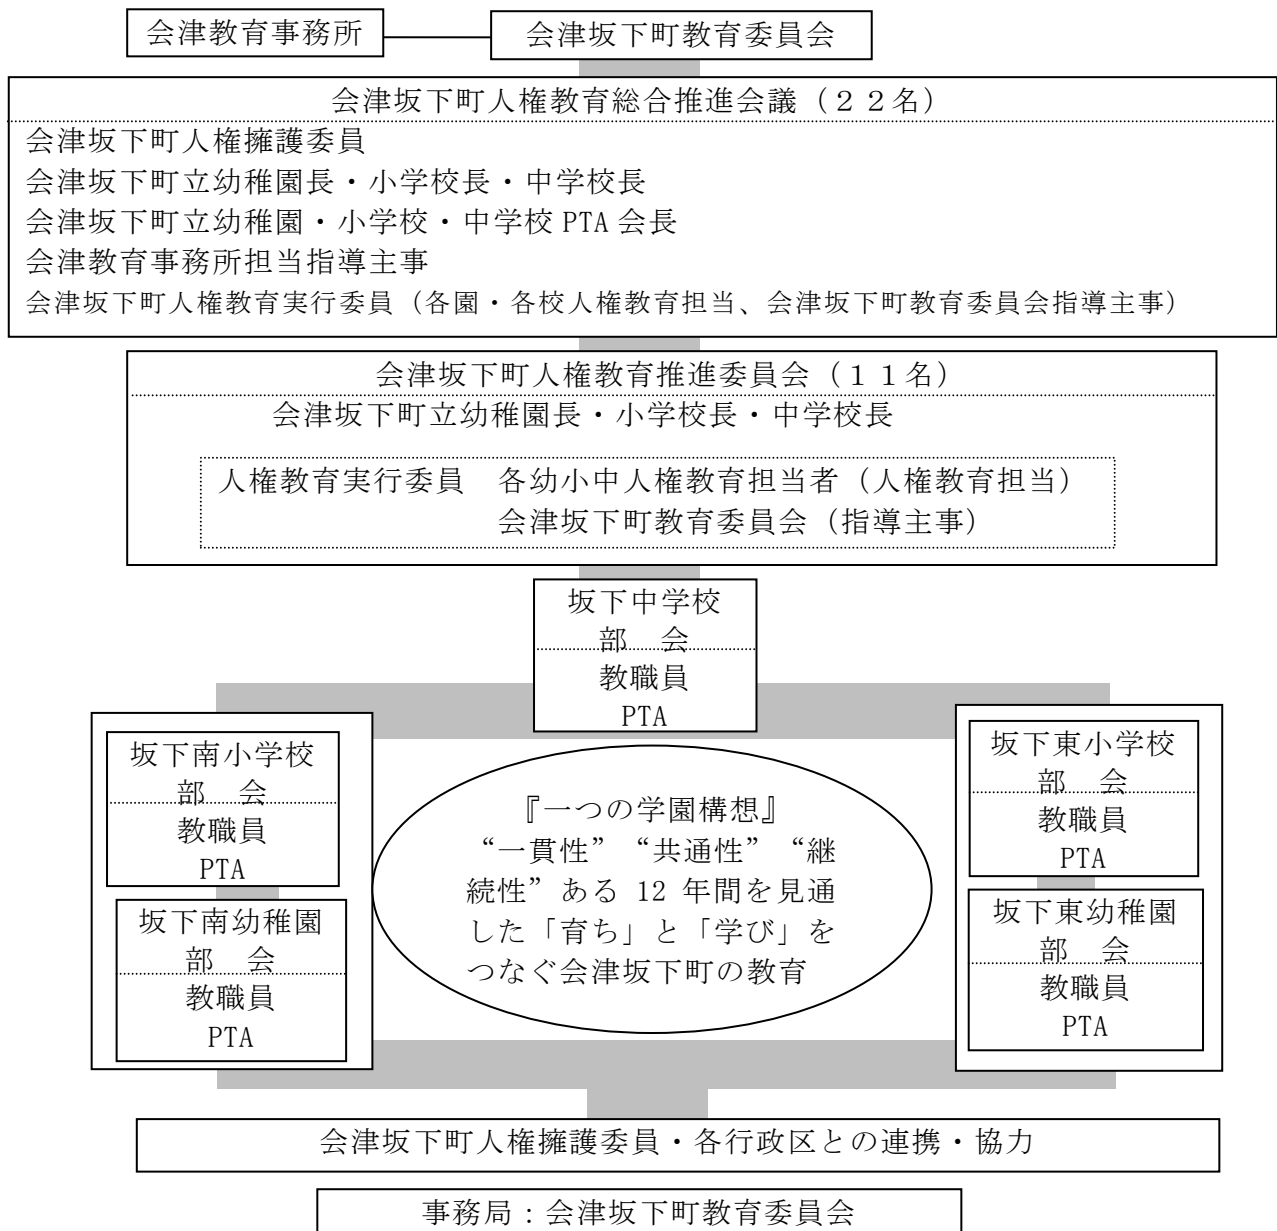 会津教育事務所
会津坂下町教育委員会
会津坂下町人権教育総合推進会議（２２名）
会津坂下町人権擁護委員
会津坂下町立幼稚園長・小学校長・中学校長
会津坂下町立幼稚園・小学校・中学校 PTA 会長
会津教育事務所担当指導主事
会津坂下町人権教育実行委員（各園・各校人権教育担当、会津坂下町教育委員会指導主事）
会津坂下町人権教育推進委員会（１１名）
会津坂下町立幼稚園長・小学校長・中学校長
人権教育実行委員　各幼小中人権教育担当者（人権教育担当）
会津坂下町教育委員会（指導主事）
坂下中学校
部　会
教職員
PTA
坂下南小学校
部　会
教職員
PTA
坂下南幼稚園
部　会
教職員
PTA
『一つの学園構想』
“一貫性”“共通性”“継
続性”ある 12 年間を見通
した「育ち」と「学び」を
つなぐ会津坂下町の教育
坂下東小学校
部　会
教職員
PTA
坂下東幼稚園
部　会
教職員
PTA
会津坂下町人権擁護委員・各行政区との連携・協力
事務局：会津坂下町教育委員会